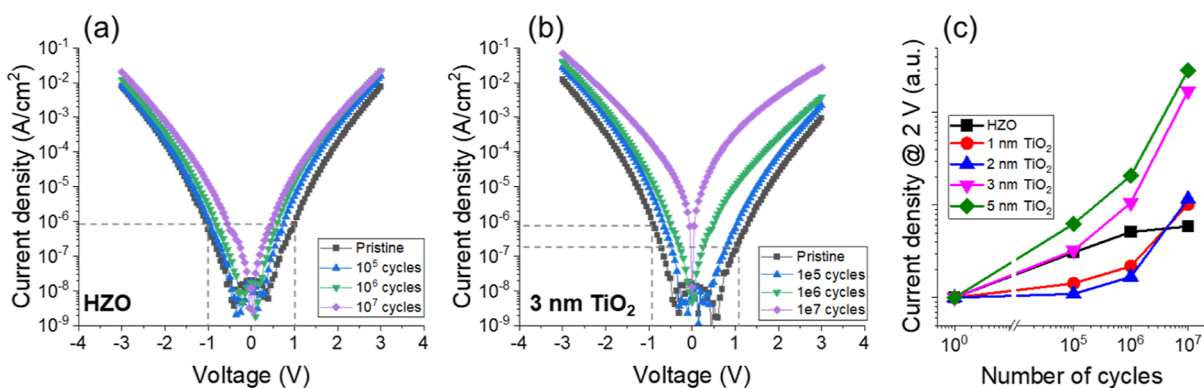 (a)
Current density (A/cm²)
10⁻¹
10⁻²
10⁻³
10⁻⁴
10⁻⁵
10⁻⁶
10⁻⁷
10⁻⁸
10⁻⁹
HZO
Pristine
10⁵ cycles
10⁶ cycles
10⁷ cycles
-4 -3 -2 -1 0 1 2 3 4
Voltage (V)
(b)
Current density (A/cm²)
10⁻¹
10⁻²
10⁻³
10⁻⁴
10⁻⁵
10⁻⁶
10⁻⁷
10⁻⁸
10⁻⁹
3 nm TiO₂
Pristine
1e5 cycles
1e6 cycles
1e7 cycles
-4 -3 -2 -1 0 1 2 3 4
Voltage (V)
(c)
Current density @ 2 V (a.u.)
HZO
1 nm TiO₂
2 nm TiO₂
3 nm TiO₂
5 nm TiO₂
10⁰ 10⁵ 10⁶ 10⁷
Number of cycles